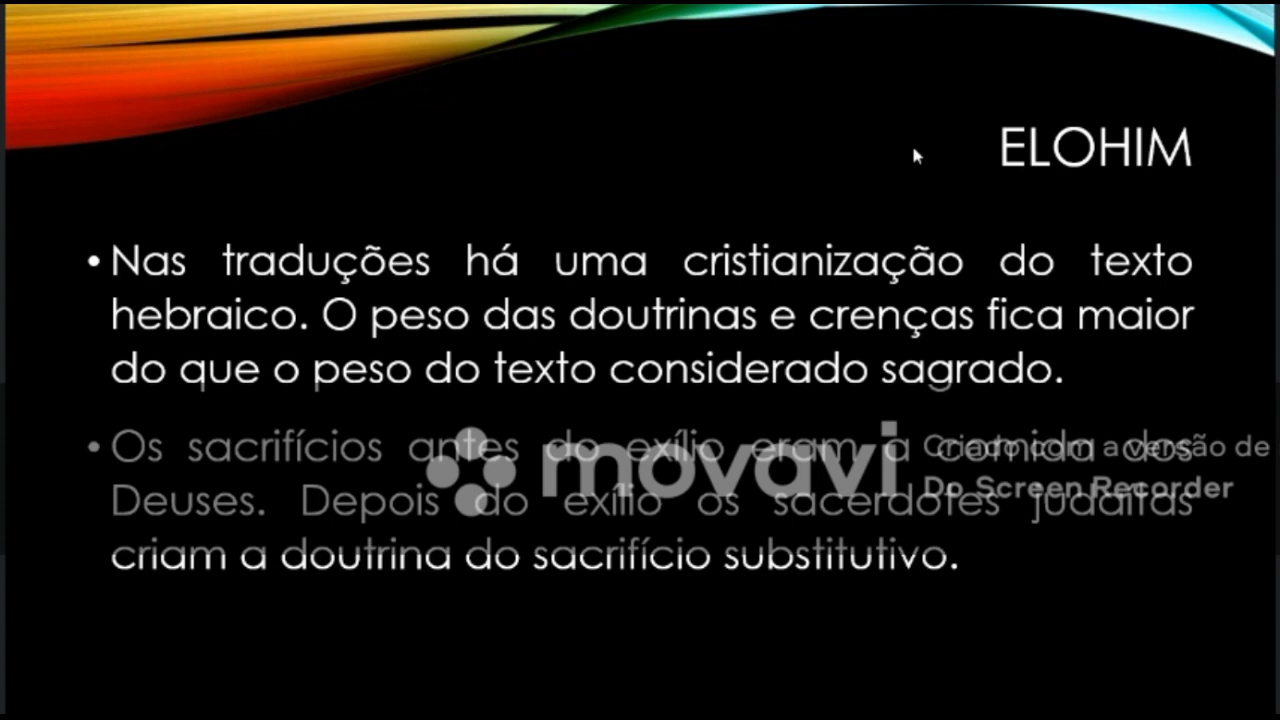 ELOHIM
• Nas traduções há uma cristianização do texto
hebraico. O peso das doutrinas e crenças fica maior
do que o peso do texto considerado sagrado.
• Os sacrifícios antes do exílio eram a comida dos
Deuses. Depois do exílio os sacerdotes judaítas
criam a doutrina do sacrifício substitutivo.
movavi
Criado com a versão de
Do Screen Recorder